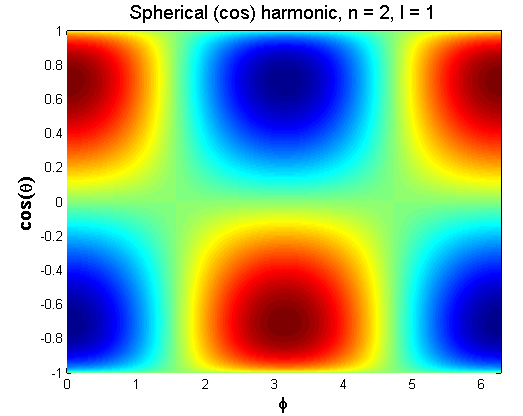 Spherical (cos) harmonic, n = 2, l = 1
1
0.8
0.6
0.4
0.2
0
-0.2
-0.4
-0.6
-0.8
-1
cos(θ)
0 1 2 3 4 5 6
ϕ